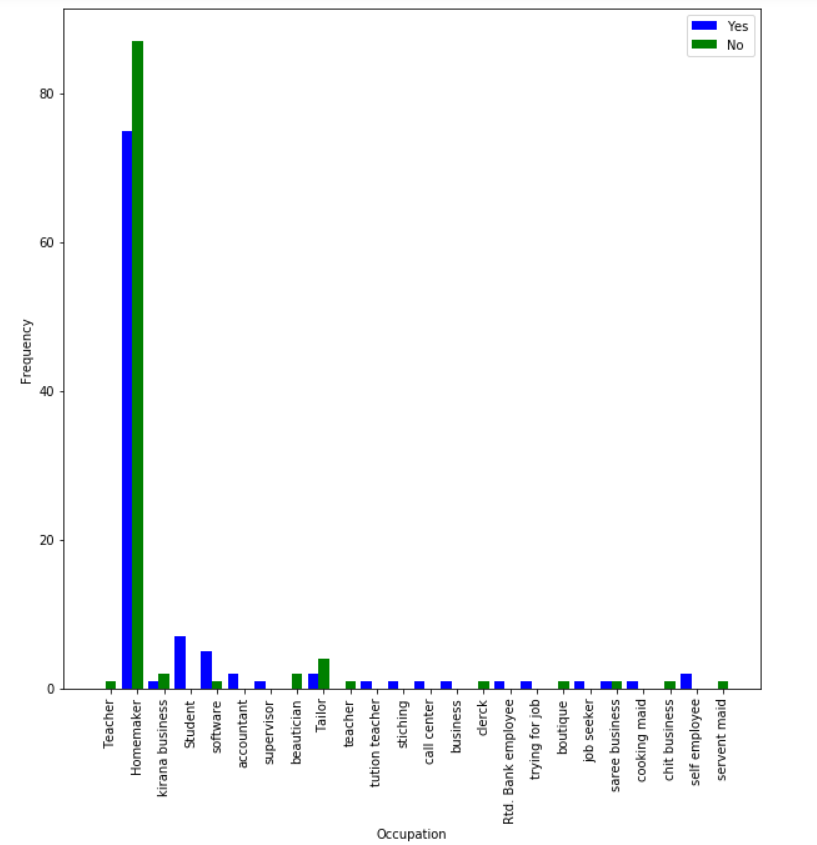 Yes
No
80
60
40
20
0
Frequency
Teacher
Homemaker
kirana business
Student
software
accountant
supervisor
beautician
Tailor
teacher
tution teacher
stiching
call center
business
clerck
Rtd. Bank employee
trying for job
boutique
job seeker
saree business
cooking maid
chit business
self employee
servent maid
Occupation